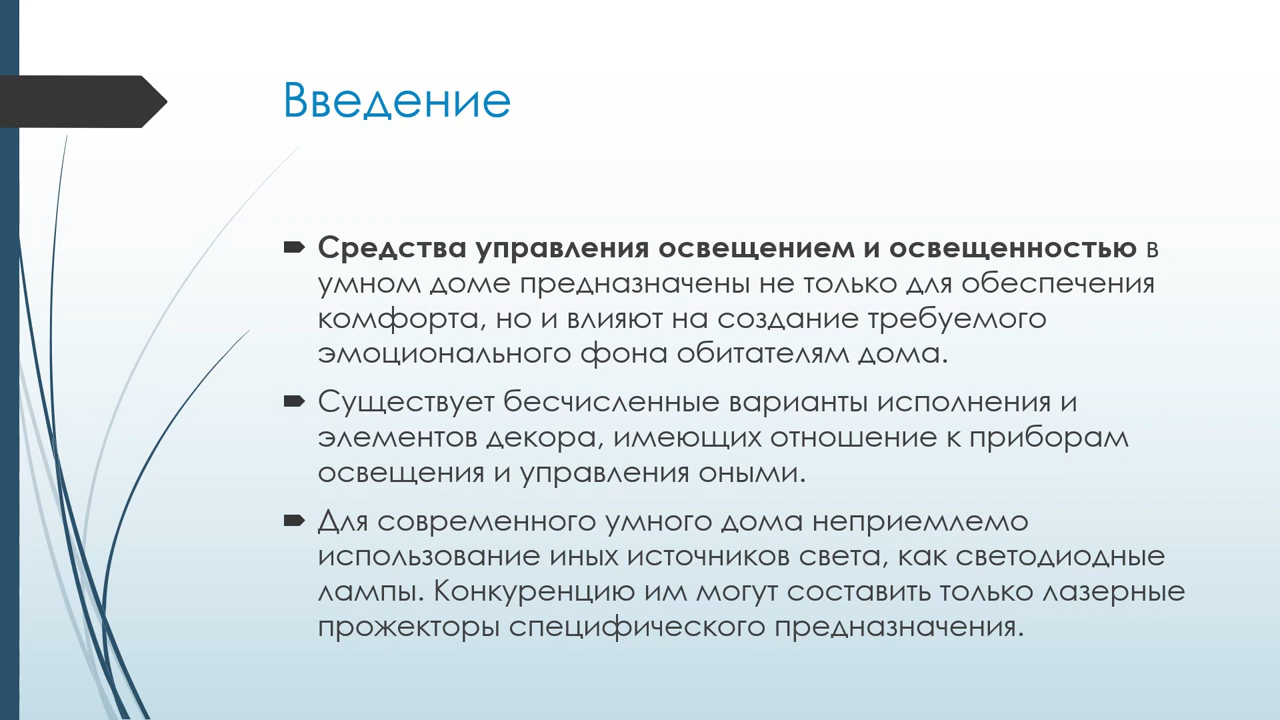 Введение
Средства управления освещением и освещенностью в
умном доме предназначены не только для обеспечения
комфорта, но и влияют на создание требуемого
эмоционального фона обитателям дома.
Существует бесчисленные варианты исполнения и
элементов декора, имеющих отношение к приборам
освещения и управления оными.
Для современного умного дома неприемлемо
использование иных источников света, как светодиодные
лампы. Конкуренцию им могут составить только лазерные
прожекторы специфического предназначения.